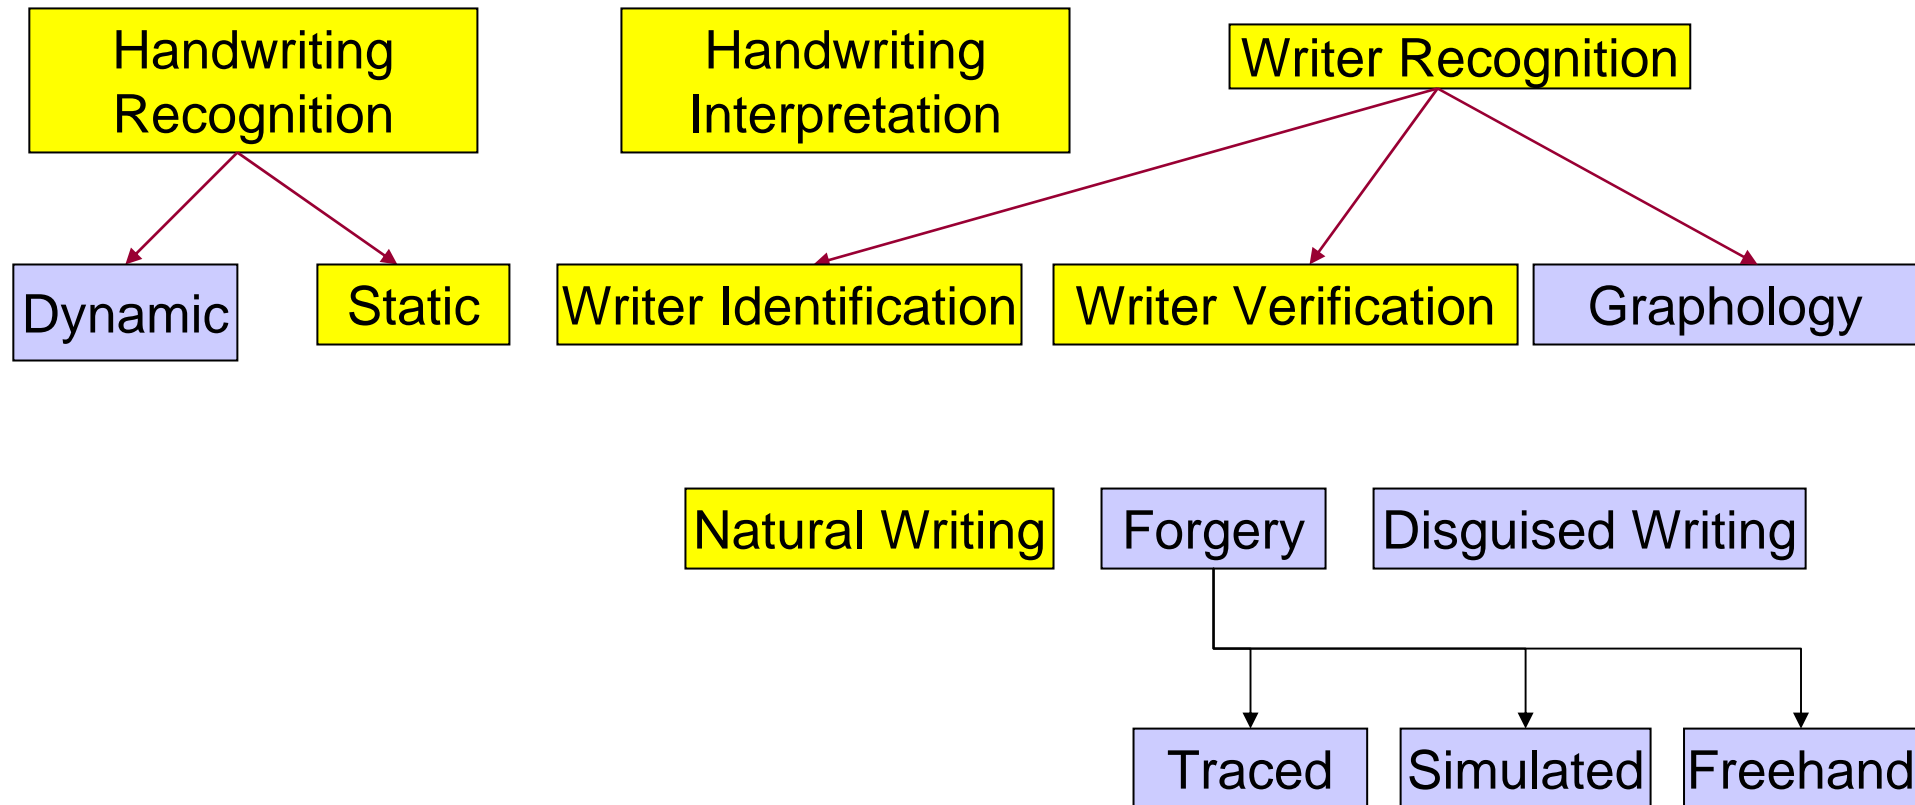 Handwriting
Recognition
Handwriting
Interpretation
Writer Recognition
Dynamic
Static
Writer Identification
Writer Verification
Graphology
Natural Writing
Forgery
Disguised Writing
Traced
Simulated
Freehand